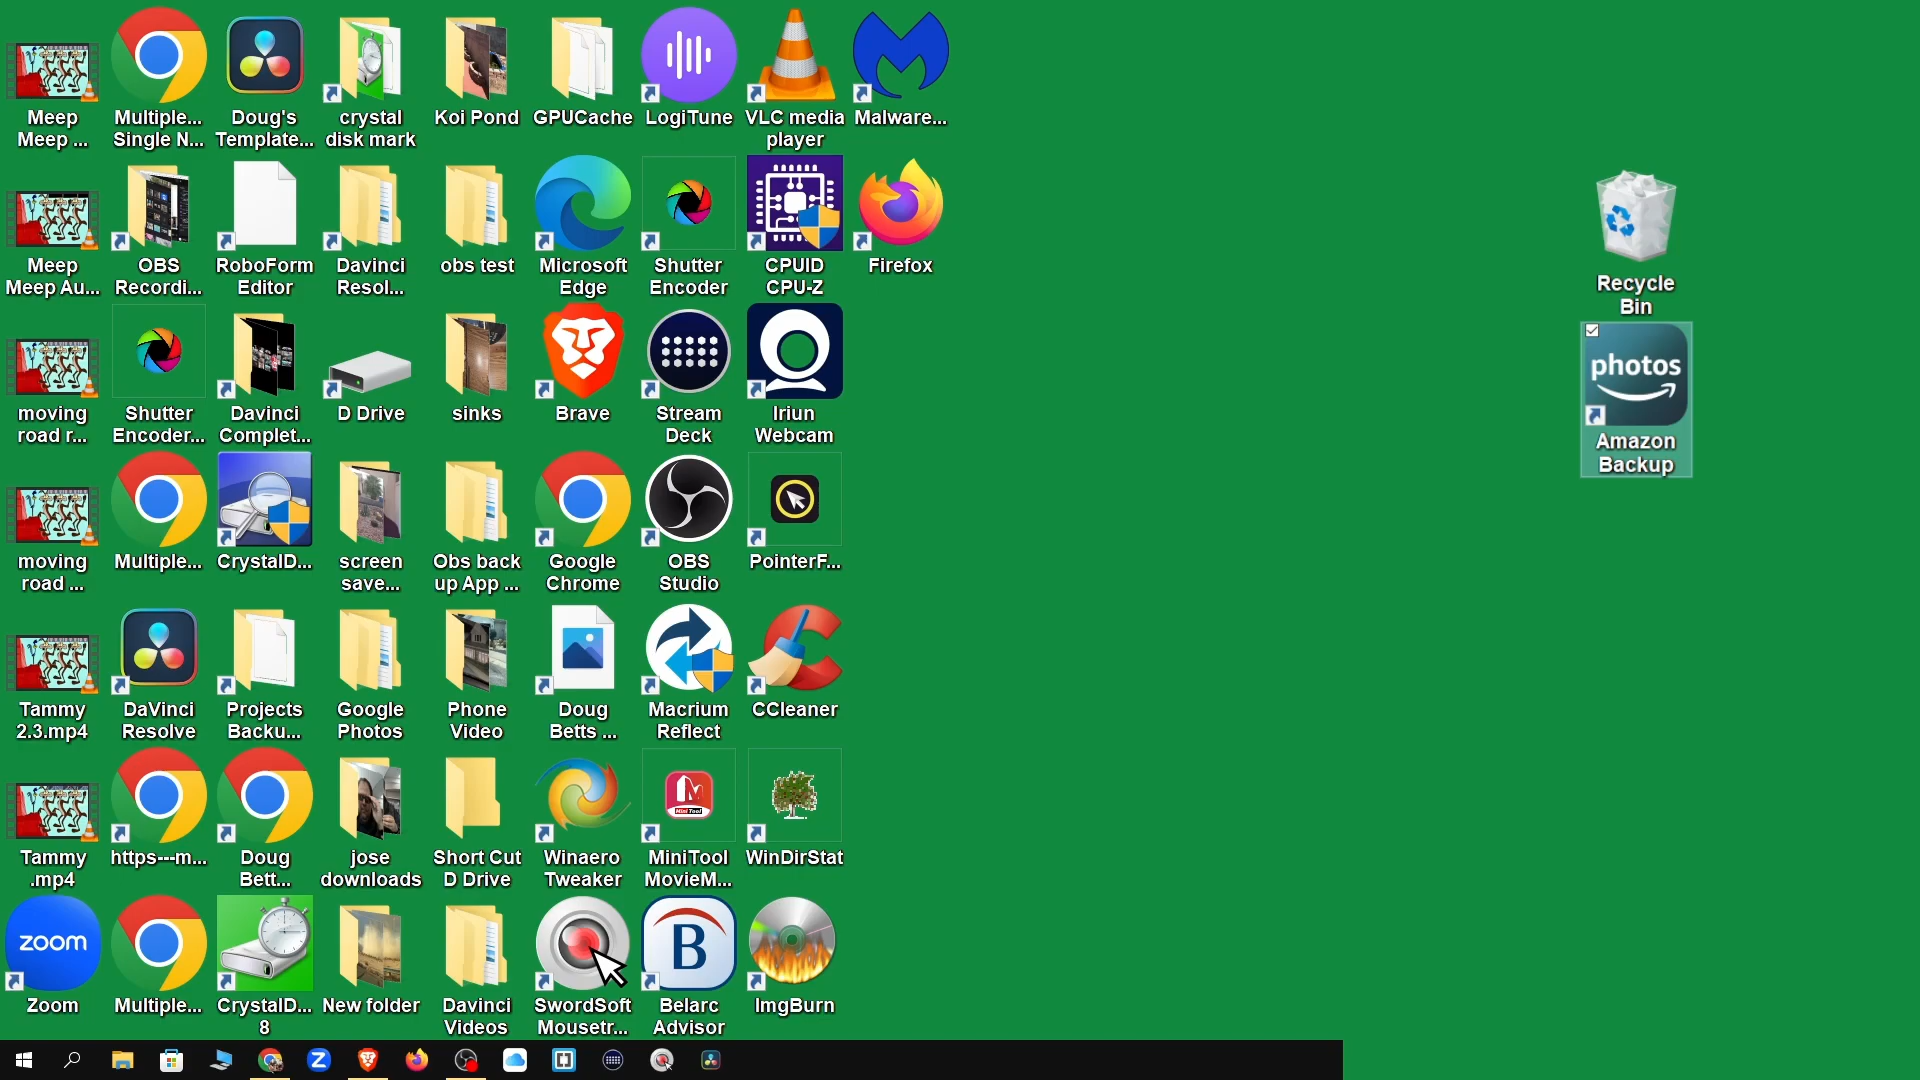 Meep
Meep ...
Multiple...
Single N...
Doug's
Template...
crystal
disk mark
Koi Pond
GPUCache
LogiTune
VLC media
player
Malware...
Meep
Meep Au...
OBS
Recordi...
RoboForm
Editor
Davinci
Resol...
obs test
Microsoft
Edge
Shutter
Encoder
CPUID
CPU-Z
Firefox
Recycle
Bin
moving
road r...
Shutter
Encoder...
Davinci
Complet...
D Drive
sinks
Brave
Stream
Deck
Iriun
Webcam
photos
Amazon
Backup
moving
road ...
Multiple...
CrystalD...
screen
save...
Obs back
up App ...
Google
Chrome
OBS
Studio
PointerF...
Tammy
2.3.mp4
DaVinci
Resolve
Projects
Backu...
Google
Photos
Phone
Video
Doug
Betts ...
Macrium
Reflect
CCleaner
Tammy
.mp4
https---m...
Doug
Bett...
jose
downloads
Short Cut
D Drive
Winaero
Tweaker
M
Mini Tool
MiniTool
MovieM...
WinDirStat
zoom
Zoom
Multiple...
CrystalD...
8
New folder
Davinci
Videos
SwordSoft
Mousetr...
B
Belarc
Advisor
ImgBurn
Z